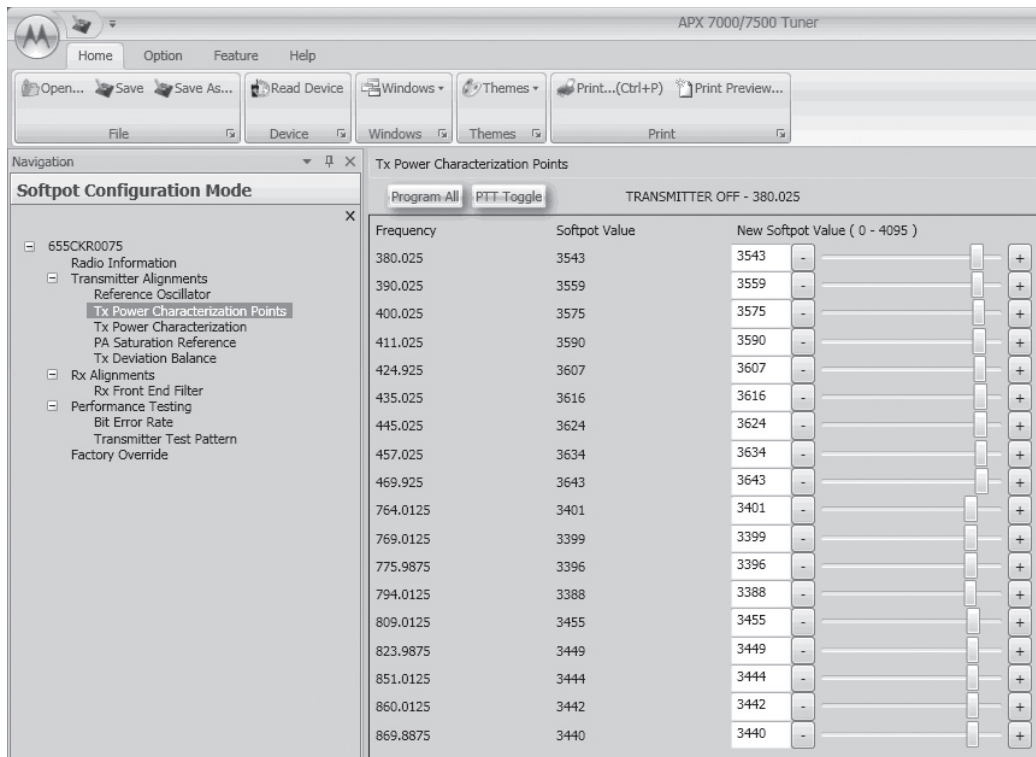 APX 7000/7500 Tuner
Home Option Feature Help
Open... Save Save As... Read Device Windows Themes Print...(Ctrl+P) Print Preview...
File Device Windows Themes Print
Navigation
Softpot Configuration Mode
655CKR0075
Radio Information
Transmitter Alignments
Reference Oscillator
Tx Power Characterization Points
Tx Power Characterization
PA Saturation Reference
Tx Deviation Balance
Rx Alignments
Rx Front End Filter
Performance Testing
Bit Error Rate
Transmitter Test Pattern
Factory Override
Tx Power Characterization Points
Program All PTT Toggle TRANSMITTER OFF - 380.025
Frequency Softpot Value New Softpot Value ( 0 - 4095 )
380.025 3543 3543 - +
390.025 3559 3559 - +
400.025 3575 3575 - +
411.025 3590 3590 - +
424.925 3607 3607 - +
435.025 3616 3616 - +
445.025 3624 3624 - +
457.025 3634 3634 - +
469.925 3643 3643 - +
764.0125 3401 3401 - +
769.0125 3399 3399 - +
775.9875 3396 3396 - +
794.0125 3388 3388 - +
809.0125 3455 3455 - +
823.9875 3449 3449 - +
851.0125 3444 3444 - +
860.0125 3442 3442 - +
869.8875 3440 3440 - +